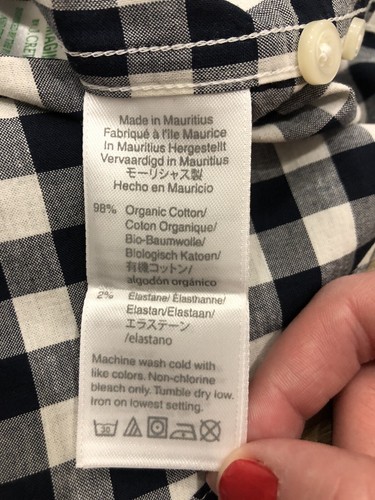 Made in Mauritius
Fabriqué à l'île Maurice
In Mauritius Hergestellt
Vervaardigd in Mauritius
モーリシャス製
Hecho en Mauricio
98% Organic Cotton/
Coton Organique/
Bio-Baumwolle/
Biologisch Katoen/
有機コットン/
algodón orgánico
2% Elastane/ Élasthanne/
Elastan/Elastaan/
エラステーン
/elastano
Machine wash cold with
like colors. Non-chlorine
bleach only. Tumble dry low.
Iron on lowest setting.
30